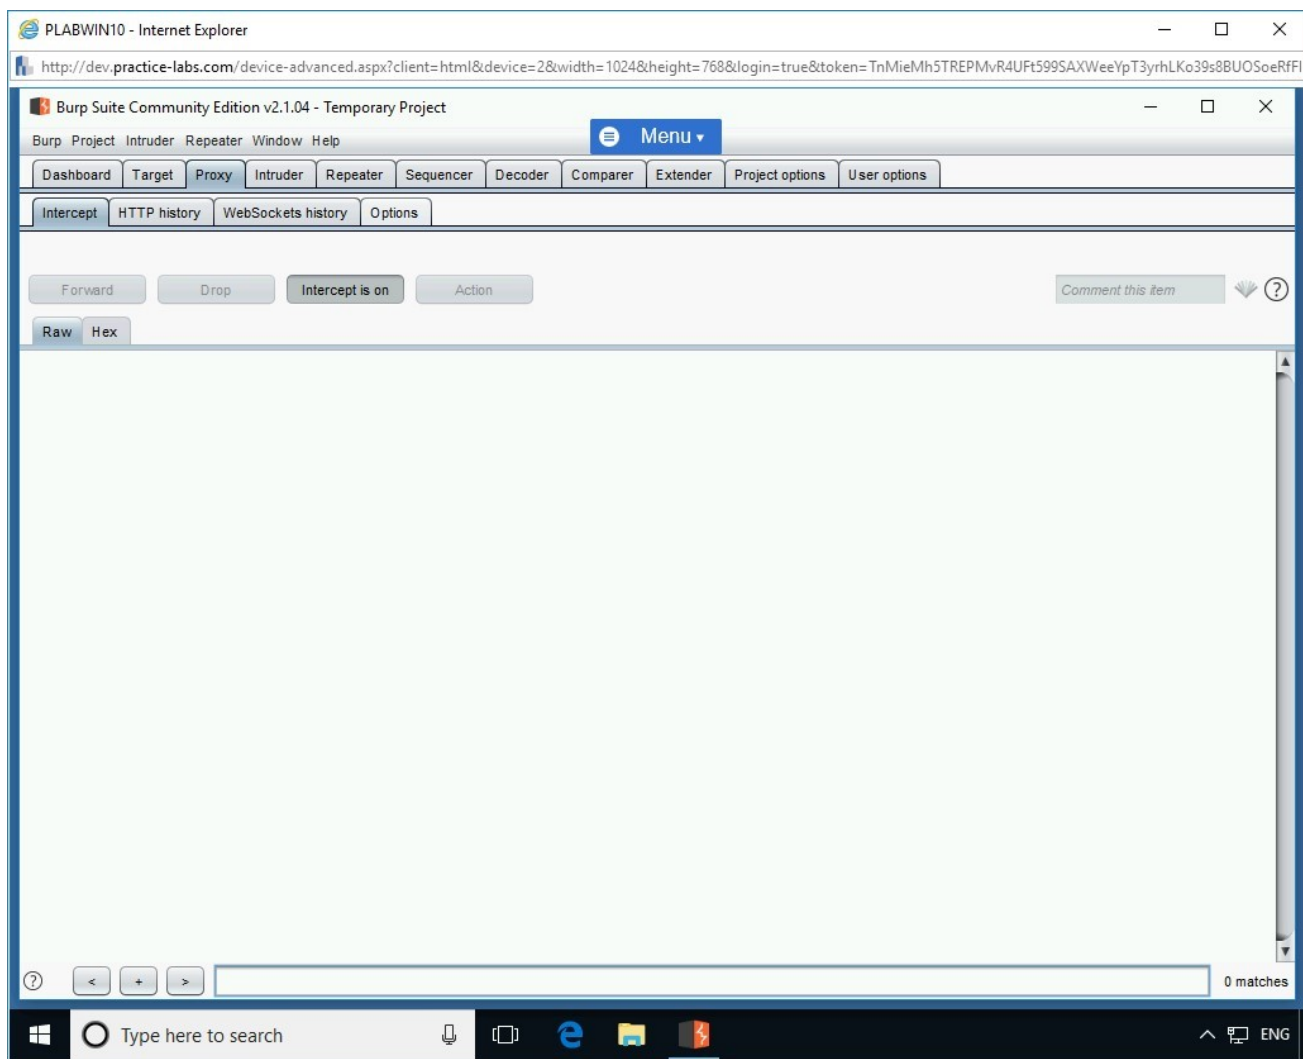 PLABWIN10 - Internet Explorer
http://dev.practice-labs.com/device-advanced.aspx?client=html&device=2&width=1024&height=768&login=true&token=TnMieMh5TREPMvR4UFt599SAXWeeYpT3yrhLKo39s8BUOSoeRfFl
Burp Suite Community Edition v2.1.04 - Temporary Project
Burp Project Intruder Repeater Window Help
Menu
Dashboard Target Proxy Intruder Repeater Sequencer Decoder Comparer Extender Project options User options
Intercept HTTP history WebSockets history Options
Forward Drop Intercept is on Action Comment this item ?
Raw Hex
? < + > 0 matches
Type here to search ENG